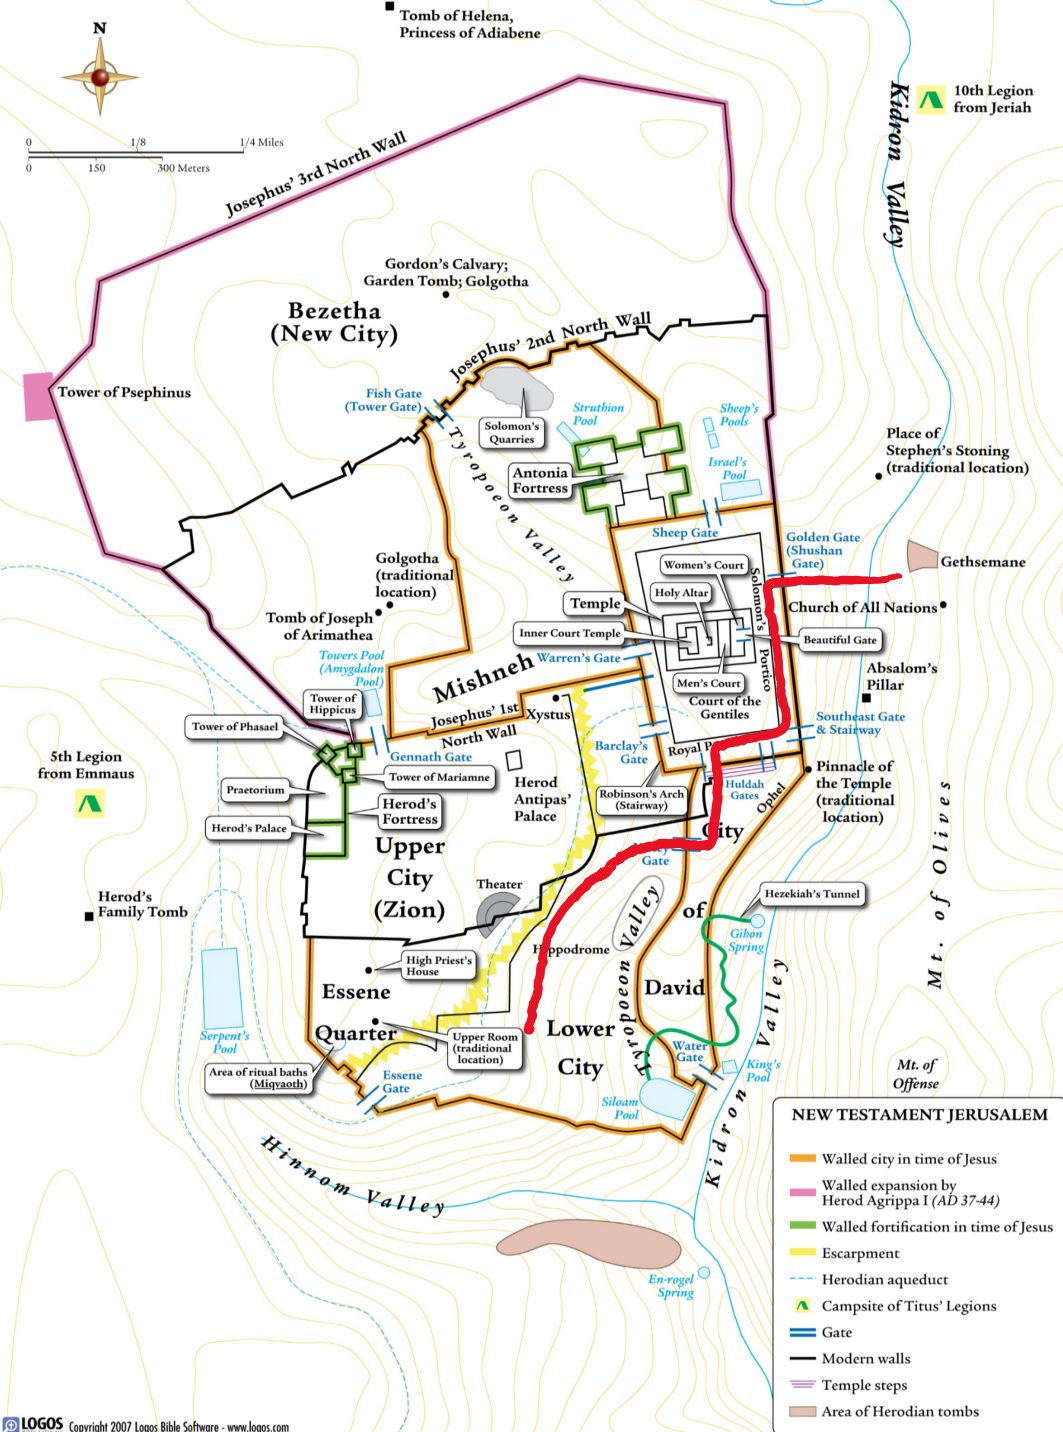 Tomb of Helena,
Princess of Adiabene
N
0 1/8 1/4 Miles
0 150 300 Meters
10th Legion
from Jeriah
Kidron Valley
Josephus' 3rd North Wall
Gordon's Calvary;
Garden Tomb; Golgotha
Bezetha
(New City)
Josephus' 2nd North Wall
Tower of Psephinus
Fish Gate
(Tower Gate)
Solomon's
Quarries
Struthion
Pool
Sheep's
Pools
Place of
Stephen's Stoning
(traditional location)
Tyropoeon Valley
Antonia
Fortress
Israel's
Pool
Sheep Gate
Golden Gate
(Shushan
Gate)
Gethsemane
Golgotha
(traditional
location)
Women's Court
Holy Altar
Solomon's Portico
Temple
Church of All Nations
Tomb of Joseph
of Arimathea
Inner Court Temple
Beautiful Gate
Warren's Gate
Towers Pool
(Amygdalon
Pool)
Mishneh
Men's Court
Absalom's
Pillar
Court of the
Gentiles
Tower of
Hippicus
Josephus' 1st
North Wall
Xystus
Tower of Phasael
Southeast Gate
& Stairway
Gennath Gate
Barclay's
Gate
Royal P
5th Legion
from Emmaus
Tower of Mariamne
Herod
Antipas'
Palace
Pinnacle of
the Temple
(traditional
location)
Praetorium
Robinson's Arch
(Stairway)
Huldah
Gates
Ophel
Herod's
Fortress
Herod's Palace
Upper
City
(Zion)
City
of
David
Gate
Mt. of Olives
Theater
Herod's
Family Tomb
Hezekiah's Tunnel
Tyropoeon Valley
Gihon
Spring
Hippodrome
High Priest's
House
Essene
Quarter
Lower
City
Serpent's
Pool
Upper Room
(traditional
location)
Water
Gate
King's
Pool
Mt. of
Offense
Area of ritual baths
(Miqvaoth)
Essene
Gate
Siloam
Pool
Kidron Valley
Hinnom Valley
En-rogel
Spring
NEW TESTAMENT JERUSALEM
Walled city in time of Jesus
Walled expansion by
Herod Agrippa I (AD 37-44)
Walled fortification in time of Jesus
Escarpment
Herodian aqueduct
Campsite of Titus' Legions
Gate
Modern walls
Temple steps
Area of Herodian tombs
LOGOS Copyright 2007 Logos Bible Software - www.logos.com